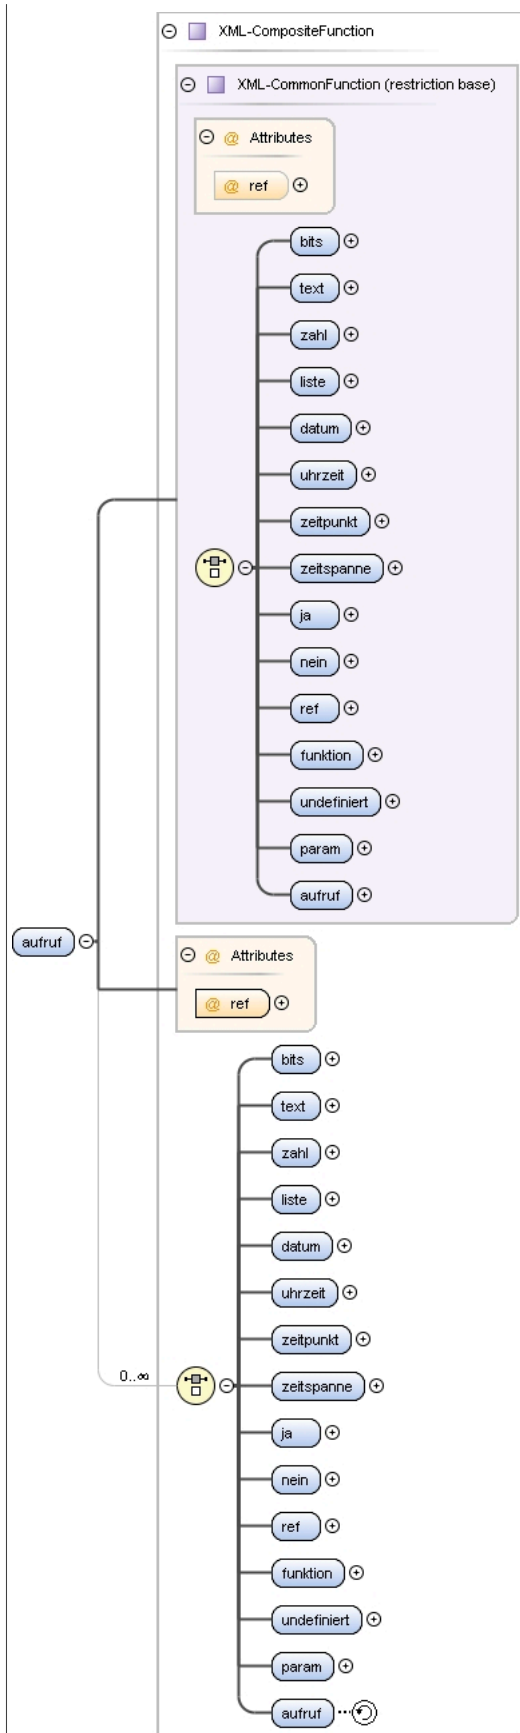 XML-CompositeFunction
XML-CommonFunction (restriction base)
@ Attributes
@ ref
bits
text
zahl
liste
datum
uhrzeit
zeitpunkt
zeitspanne
ja
nein
ref
funktion
undefiniert
param
aufruf
aufruf
@ Attributes
@ ref
bits
text
zahl
liste
datum
uhrzeit
zeitpunkt
0..∞
zeitspanne
ja
nein
ref
funktion
undefiniert
param
aufruf